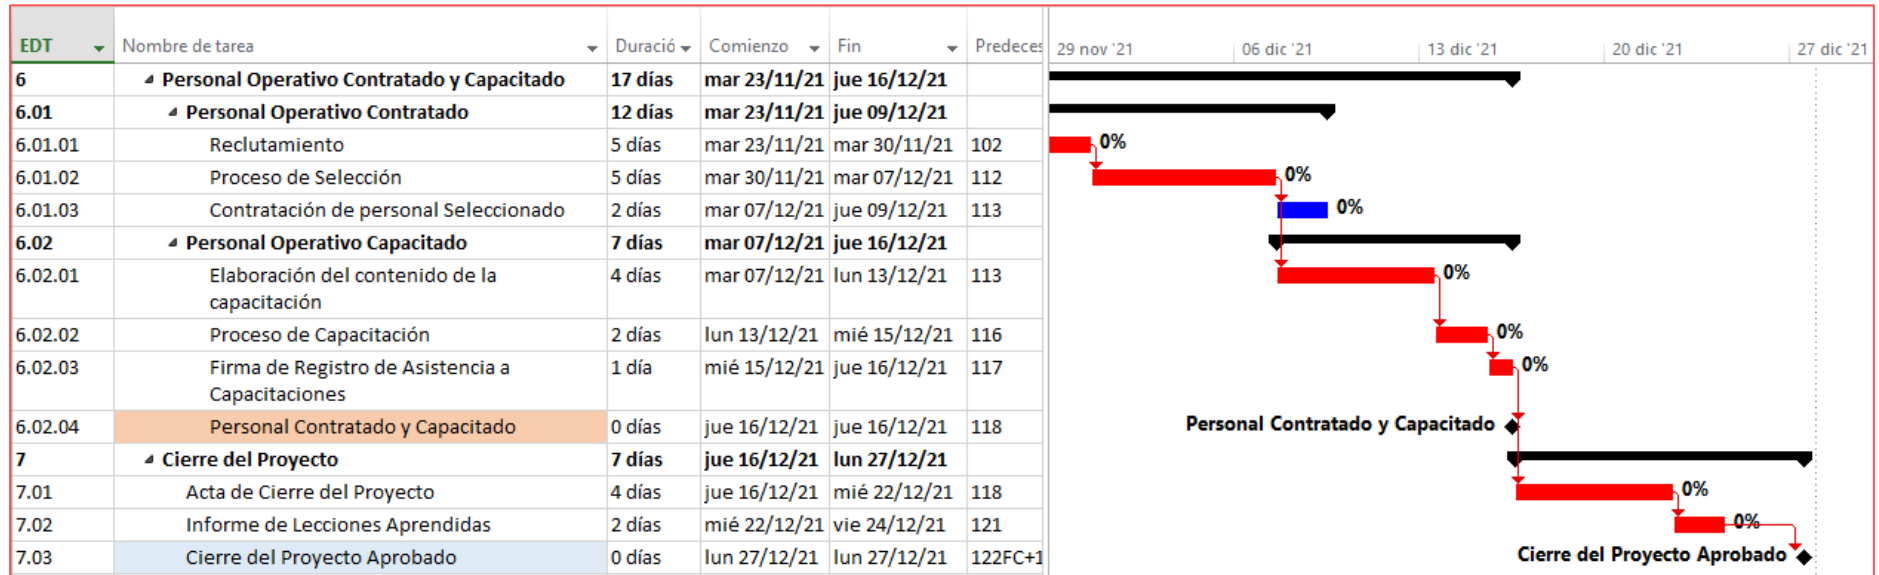 EDT Nombre de tarea Duració Comienzo Fin Predeces 29 nov '21 06 dic '21 13 dic '21 20 dic '21 27 dic '21
6 Personal Operativo Contratado y Capacitado 17 días mar 23/11/21 jue 16/12/21
6.01 Personal Operativo Contratado 12 días mar 23/11/21 jue 09/12/21
6.01.01 Reclutamiento 5 días mar 23/11/21 mar 30/11/21 102 0%
6.01.02 Proceso de Selección 5 días mar 30/11/21 mar 07/12/21 112 0%
6.01.03 Contratación de personal Seleccionado 2 días mar 07/12/21 jue 09/12/21 113 0%
6.02 Personal Operativo Capacitado 7 días mar 07/12/21 jue 16/12/21
6.02.01 Elaboración del contenido de la 4 días mar 07/12/21 lun 13/12/21 113 0%
capacitación
6.02.02 Proceso de Capacitación 2 días lun 13/12/21 mié 15/12/21 116 0%
6.02.03 Firma de Registro de Asistencia a 1 día mié 15/12/21 jue 16/12/21 117 0%
Capacitaciones
6.02.04 Personal Contratado y Capacitado 0 días jue 16/12/21 jue 16/12/21 118 Personal Contratado y Capacitado
7 Cierre del Proyecto 7 días jue 16/12/21 lun 27/12/21
7.01 Acta de Cierre del Proyecto 4 días jue 16/12/21 mié 22/12/21 118 0%
7.02 Informe de Lecciones Aprendidas 2 días mié 22/12/21 vie 24/12/21 121 0%
7.03 Cierre del Proyecto Aprobado 0 días lun 27/12/21 lun 27/12/21 122FC+1 Cierre del Proyecto Aprobado